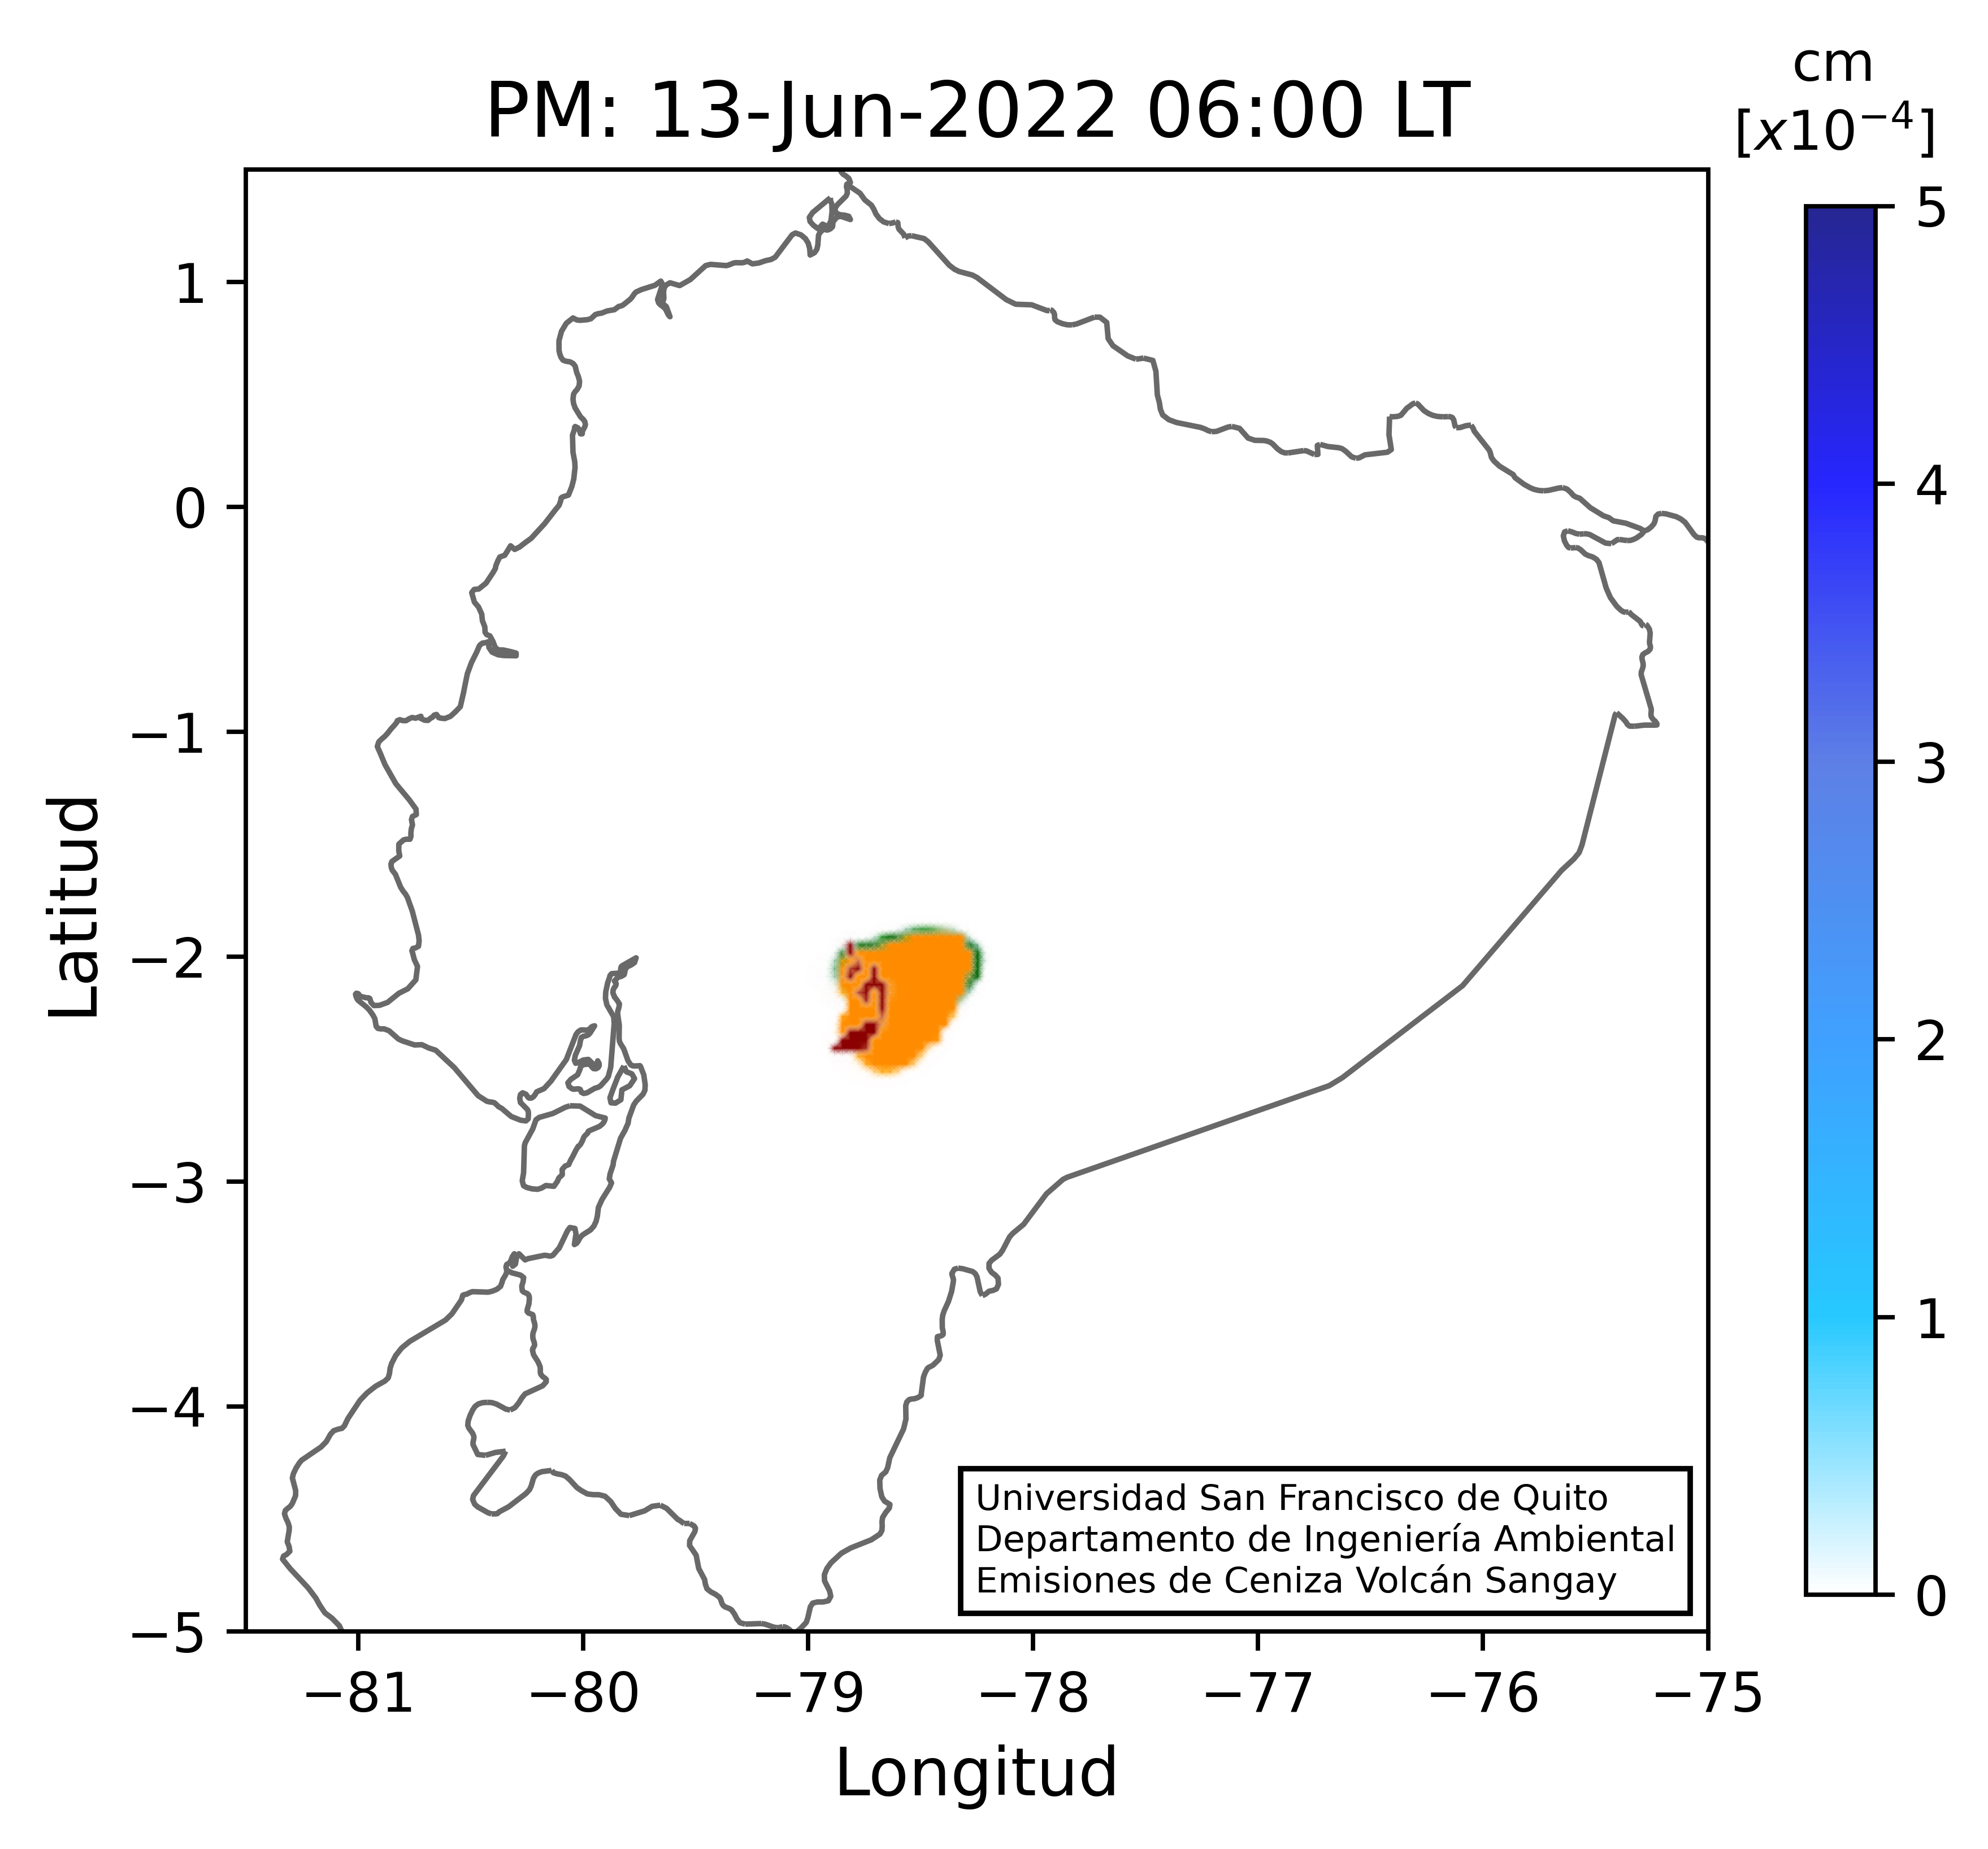 PM: 13-Jun-2022 06:00 LT
cm
[x10⁻⁴]
5
4
3
2
1
0
1
0
−1
−2
−3
−4
−5
Latitud
−81
−80
−79
−78
−77
−76
−75
Longitud
Universidad San Francisco de Quito
Departamento de Ingeniería Ambiental
Emisiones de Ceniza Volcán Sangay